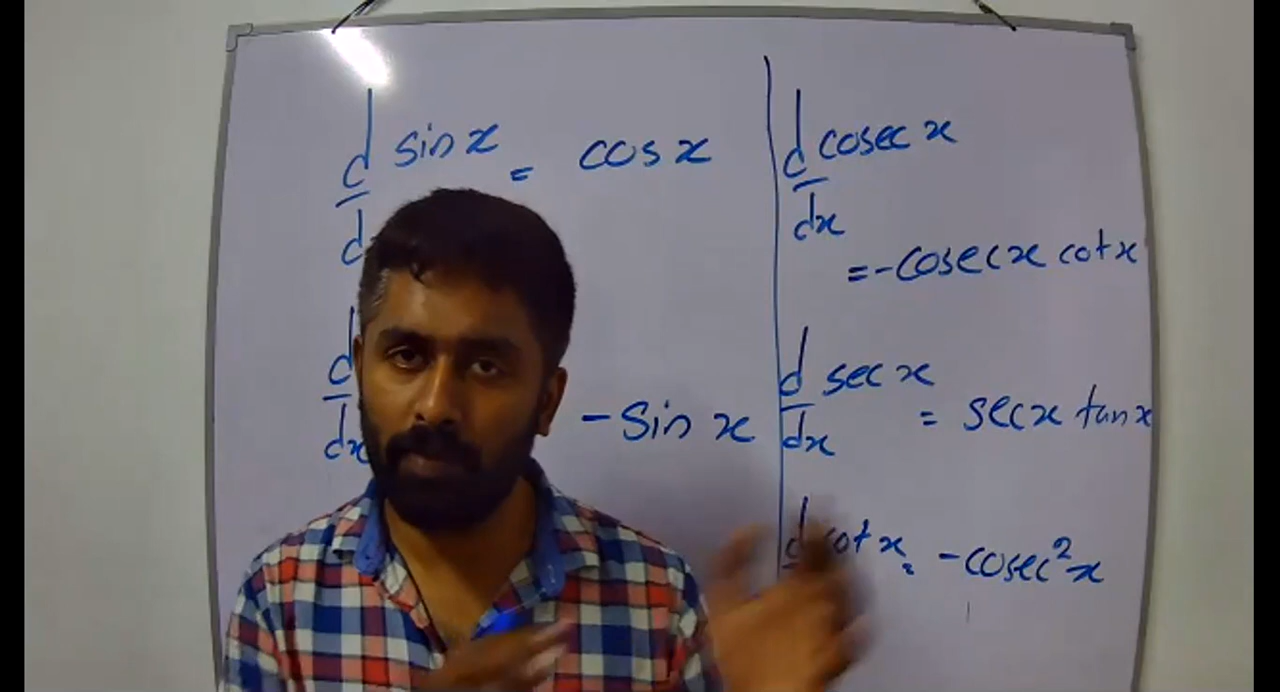 d sin x = cos x
d
d
dx - Sin x
d cosec x
dx
= -cosec x cot x
d sec x
dx = sec x tan x
d cot x = -cosec²x